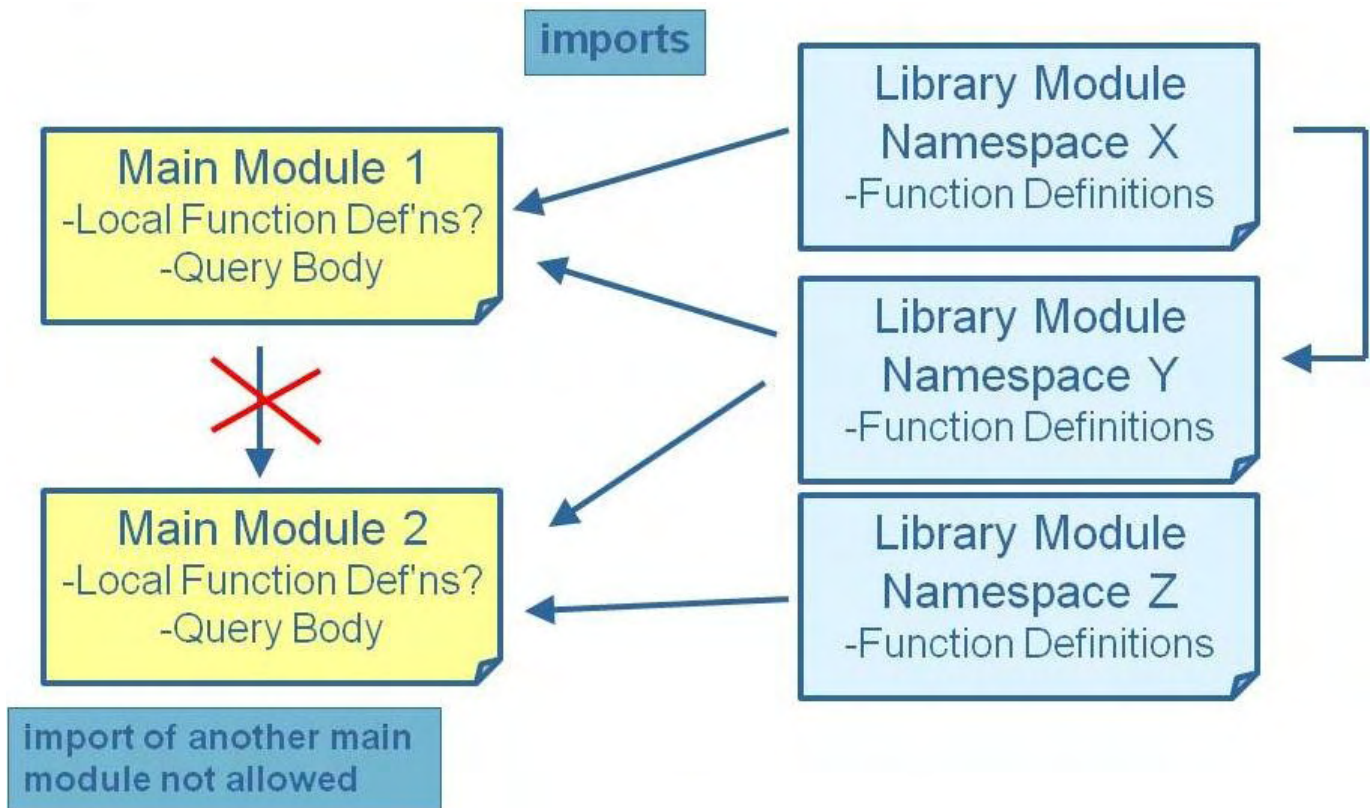 imports
Main Module 1
-Local Function Def'ns?
-Query Body
Library Module
Namespace X
-Function Definitions
Library Module
Namespace Y
-Function Definitions
Main Module 2
-Local Function Def'ns?
-Query Body
Library Module
Namespace Z
-Function Definitions
import of another main
module not allowed